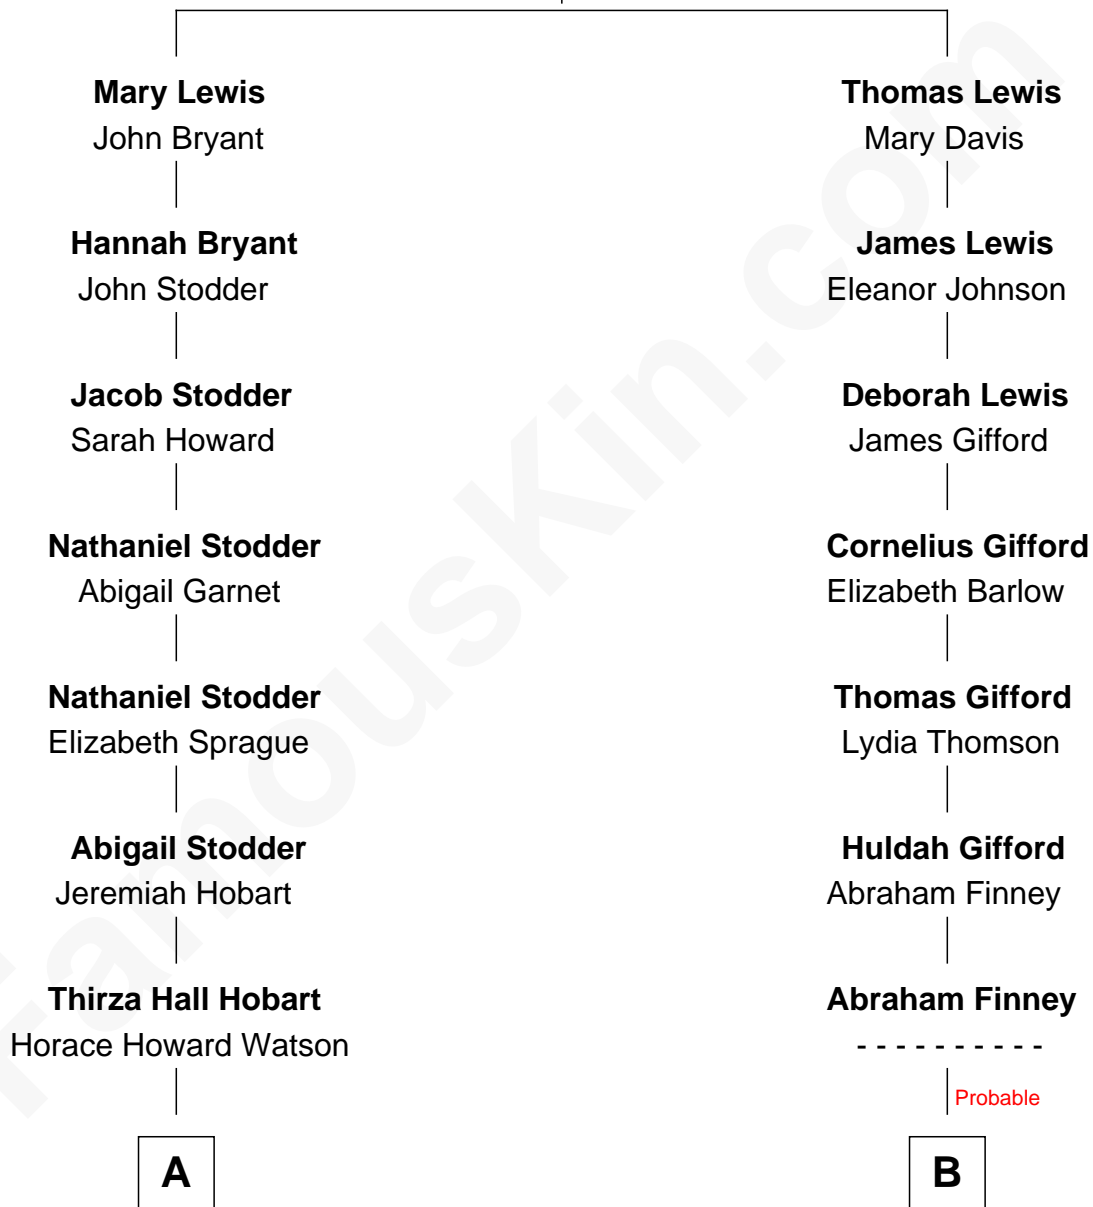 Mary Lewis
John Bryant
Hannah Bryant
John Stodder
Jacob Stodder
Sarah Howard
Nathaniel Stodder
Abigail Garnet
Nathaniel Stodder
Elizabeth Sprague
Abigail Stodder
Jeremiah Hobart
Thirza Hall Hobart
Horace Howard Watson
A
Thomas Lewis
Mary Davis
James Lewis
Eleanor Johnson
Deborah Lewis
James Gifford
Cornelius Gifford
Elizabeth Barlow
Thomas Gifford
Lydia Thomson
Huldah Gifford
Abraham Finney
Abraham Finney
- - - - - - - - - -
Probable
B
FamousKin.com